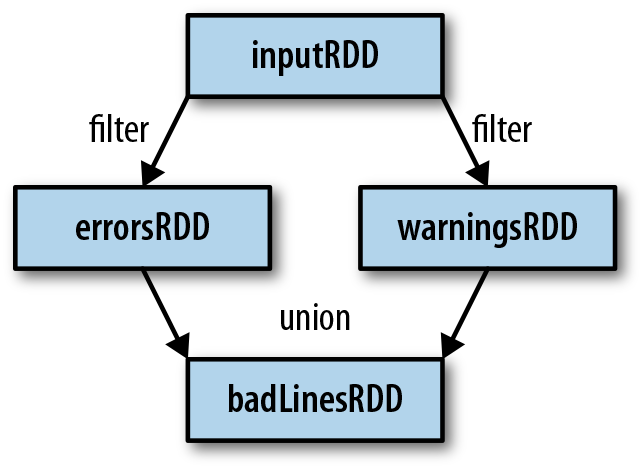 inputRDD
filter
filter
errorsRDD
warningsRDD
union
badLinesRDD